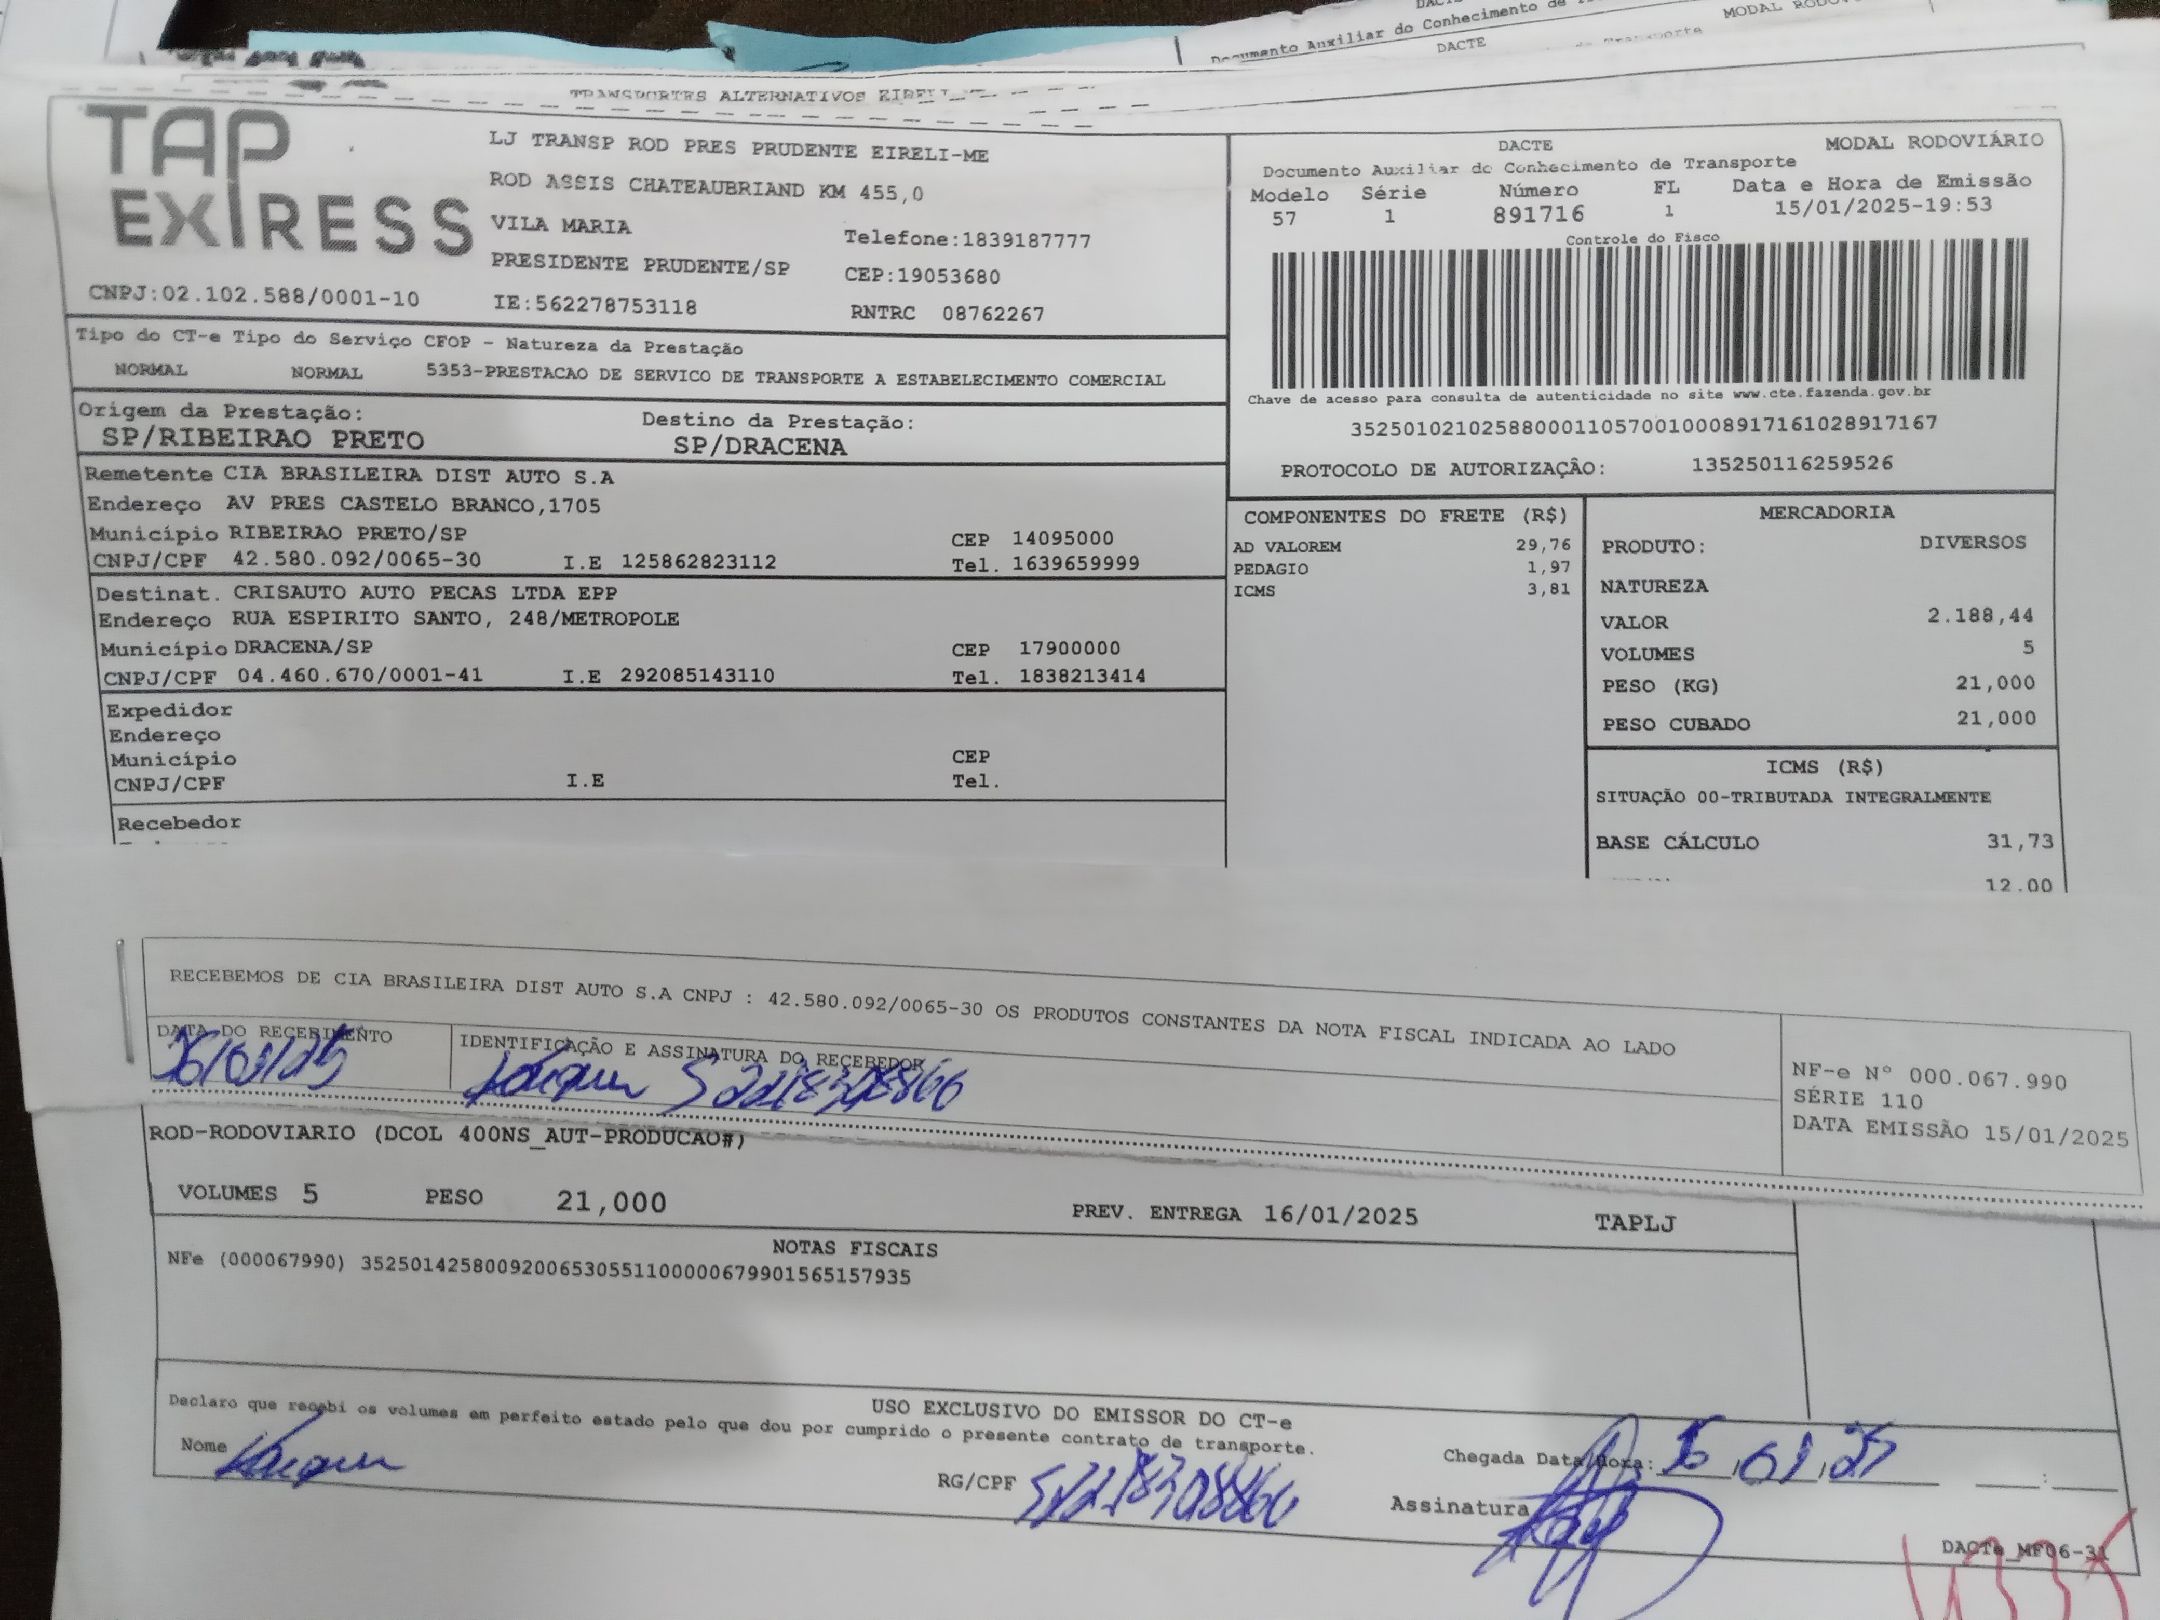 DACTE
Documento Auxiliar do Conhecimento de
MODAL RODOV
Documento Auxiliar do Conhecimento de Transporte
DACTE
TRANSPORTES ALTERNATIVOS EIRELI
TAP EXPRESS
CNPJ:02.102.588/0001-10
LJ TRANSP ROD PRES PRUDENTE EIRELI-ME
ROD ASSIS CHATEAUBRIAND KM 455,0
VILA MARIA Telefone:1839187777
PRESIDENTE PRUDENTE/SP CEP:19053680
IE:562278753118 RNTRC 08762267
DACTE MODAL RODOVIÁRIO
Documento Auxiliar do Conhecimento de Transporte
Modelo Série Número FL Data e Hora de Emissão
57 1 891716 1 15/01/2025-19:53
Controle do Fisco
Chave de acesso para consulta de autenticidade no site www.cte.fazenda.gov.br
35250102102588000110570010008917161028917167
PROTOCOLO DE AUTORIZAÇÃO: 135250116259526
Tipo do CT-e Tipo do Serviço CFOP - Natureza da Prestação
NORMAL NORMAL 5353-PRESTACAO DE SERVICO DE TRANSPORTE A ESTABELECIMENTO COMERCIAL
Origem da Prestação: Destino da Prestação:
SP/RIBEIRAO PRETO SP/DRACENA
Remetente CIA BRASILEIRA DIST AUTO S.A
Endereço AV PRES CASTELO BRANCO,1705
Município RIBEIRAO PRETO/SP CEP 14095000
CNPJ/CPF 42.580.092/0065-30 I.E 125862823112 Tel. 1639659999
Destinat. CRISAUTO AUTO PECAS LTDA EPP
Endereço RUA ESPIRITO SANTO, 248/METROPOLE
Município DRACENA/SP CEP 17900000
CNPJ/CPF 04.460.670/0001-41 I.E 292085143110 Tel. 1838213414
Expedidor
Endereço
Município CEP
CNPJ/CPF I.E Tel.
Recebedor
COMPONENTES DO FRETE (R$)
AD VALOREM 29,76
PEDAGIO 1,97
ICMS 3,81
MERCADORIA
PRODUTO: DIVERSOS
NATUREZA
VALOR 2.188,44
VOLUMES 5
PESO (KG) 21,000
PESO CUBADO 21,000
ICMS (R$)
SITUAÇÃO 00-TRIBUTADA INTEGRALMENTE
BASE CÁLCULO 31,73
12.00
RECEBEMOS DE CIA BRASILEIRA DIST AUTO S.A CNPJ : 42.580.092/0065-30 OS PRODUTOS CONSTANTES DA NOTA FISCAL INDICADA AO LADO
DATA DO RECEBIMENTO IDENTIFICAÇÃO E ASSINATURA DO RECEBEDOR
16/01/25
NF-e Nº 000.067.990
SÉRIE 110
DATA EMISSÃO 15/01/2025
ROD-RODOVIARIO (DCOL 400NS_AUT-PRODUCAO#)
VOLUMES 5 PESO 21,000 PREV. ENTREGA 16/01/2025 TAPLJ
NOTAS FISCAIS
NFe (000067990) 35250142580092006530551100000679901565157935
USO EXCLUSIVO DO EMISSOR DO CT-e
Declaro que recebi os volumes em perfeito estado pelo que dou por cumprido o presente contrato de transporte.
Nome RG/CPF Chegada Data/Hora: 16 / 01 / 25 :
Assinatura
DACTe_MF06-31